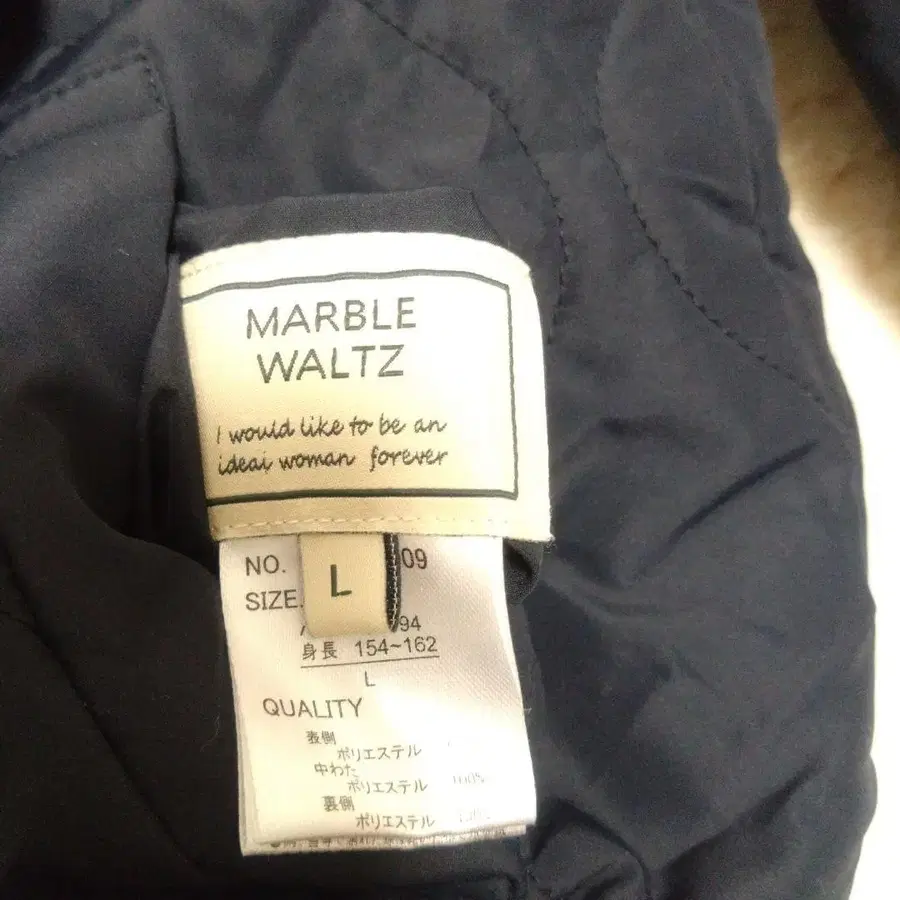 MARBLE
WALTZ
I would like to be an
ideai woman forever
NO. 09
SIZE. L
94
身長 154~162
L
QUALITY
表側
ポリエステル
中わた
ポリエステル 100%
裏側
ポリエステル